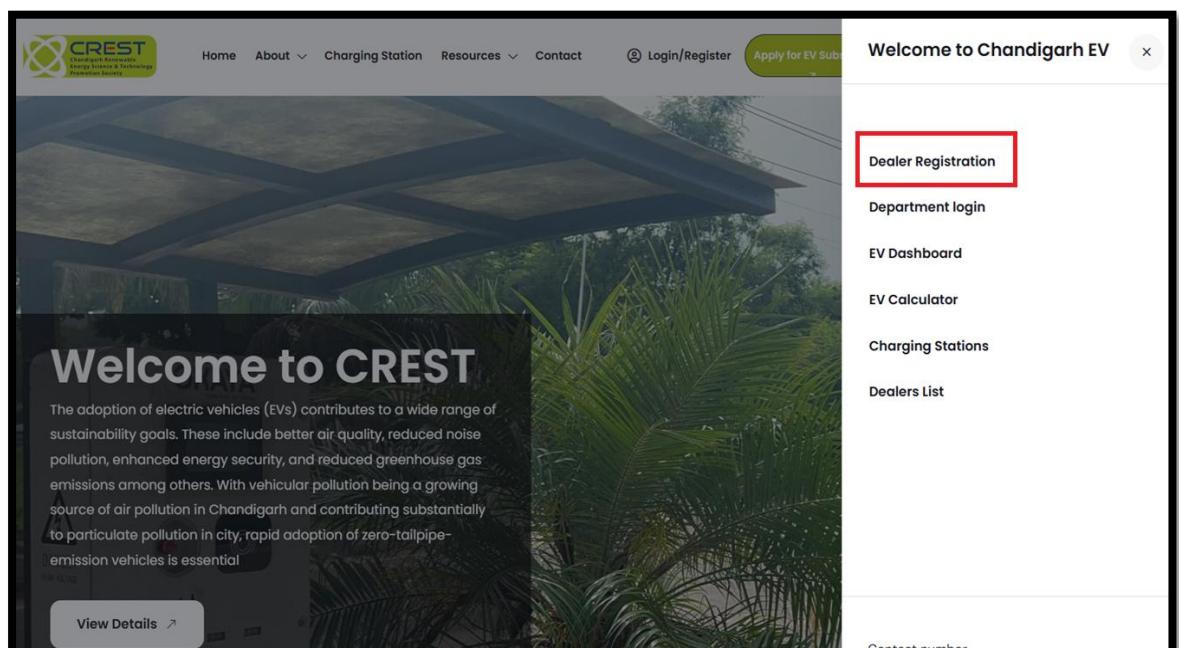 CREST
Chandigarh Renewable
Energy Science & Technology
Promotion Society
Home About Charging Station Resources Contact Login/Register Apply for EV Sub
Welcome to Chandigarh EV
Dealer Registration
Department login
EV Dashboard
EV Calculator
Charging Stations
Dealers List
Welcome to CREST
The adoption of electric vehicles (EVs) contributes to a wide range of
sustainability goals. These include better air quality, reduced noise
pollution, enhanced energy security, and reduced greenhouse gas
emissions among others. With vehicular pollution being a growing
source of air pollution in Chandigarh and contributing substantially
to particulate pollution in city, rapid adoption of zero-tailpipe-
emission vehicles is essential
View Details
Contact number